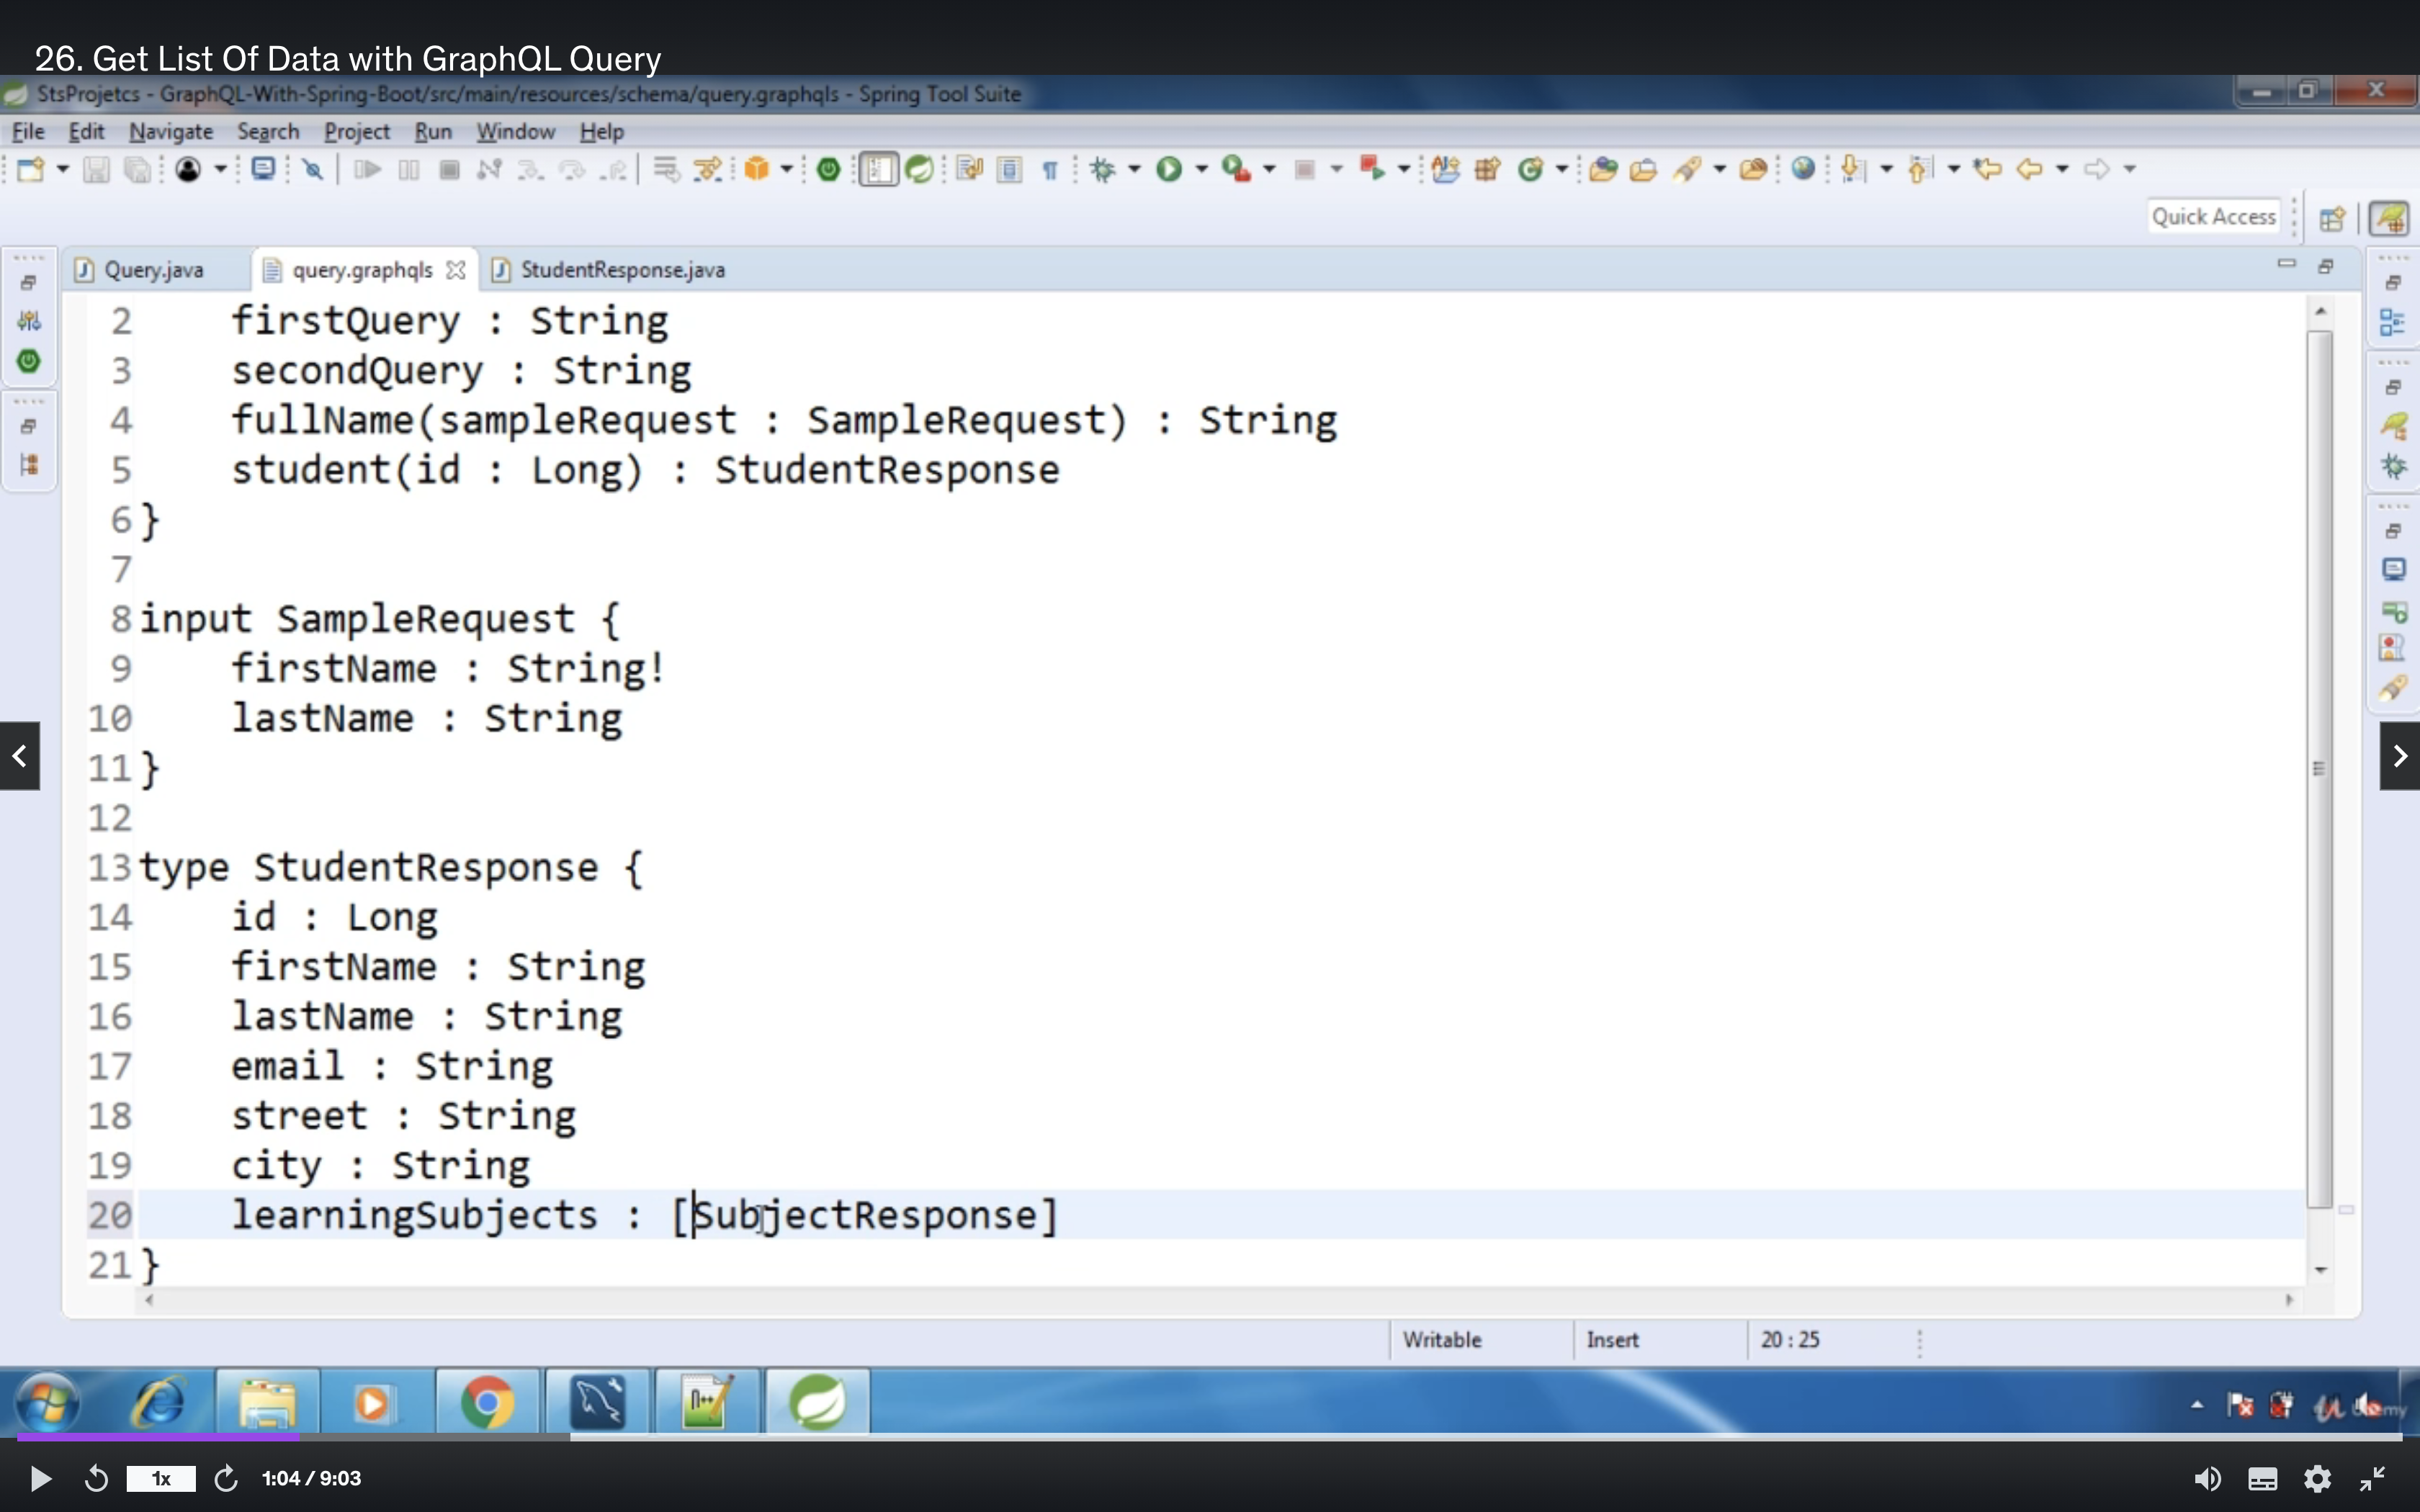 26. Get List Of Data with GraphQL Query
StsProjetcs - GraphQL-With-Spring-Boot/src/main/resources/schema/query.graphqls - Spring Tool Suite
File Edit Navigate Search Project Run Window Help
Quick Access
Query.java query.graphqls StudentResponse.java
2 firstQuery : String
3 secondQuery : String
4 fullName(sampleRequest : SampleRequest) : String
5 student(id : Long) : StudentResponse
6 }
7
8 input SampleRequest {
9 firstName : String!
10 lastName : String
11 }
12
13 type StudentResponse {
14 id : Long
15 firstName : String
16 lastName : String
17 email : String
18 street : String
19 city : String
20 learningSubjects : [SubjectResponse]
21 }
Writable Insert 20 : 25
1x 1:04 / 9:03